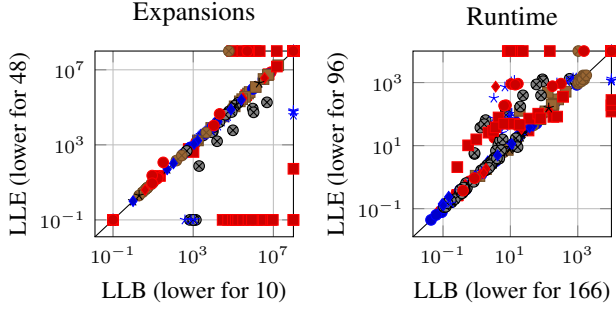 Expansions
Runtime
LLE (lower for 48)
10^7
10^3
10^−1
10^−1
10^3
10^7
LLB (lower for 10)
LLE (lower for 96)
10^3
10^1
10^−1
10^−1
10^1
10^3
LLB (lower for 166)